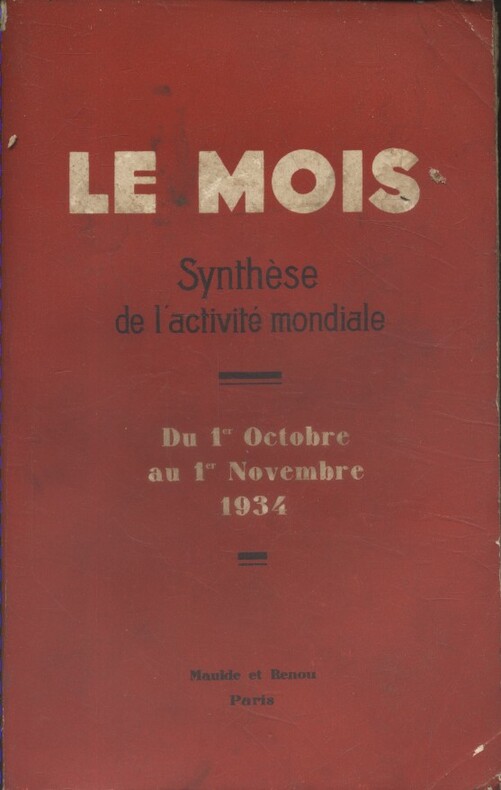 LE MOIS
Synthèse
de l'activité mondiale
Du 1er Octobre
au 1er Novembre
1934
Maulde et Renou
Paris